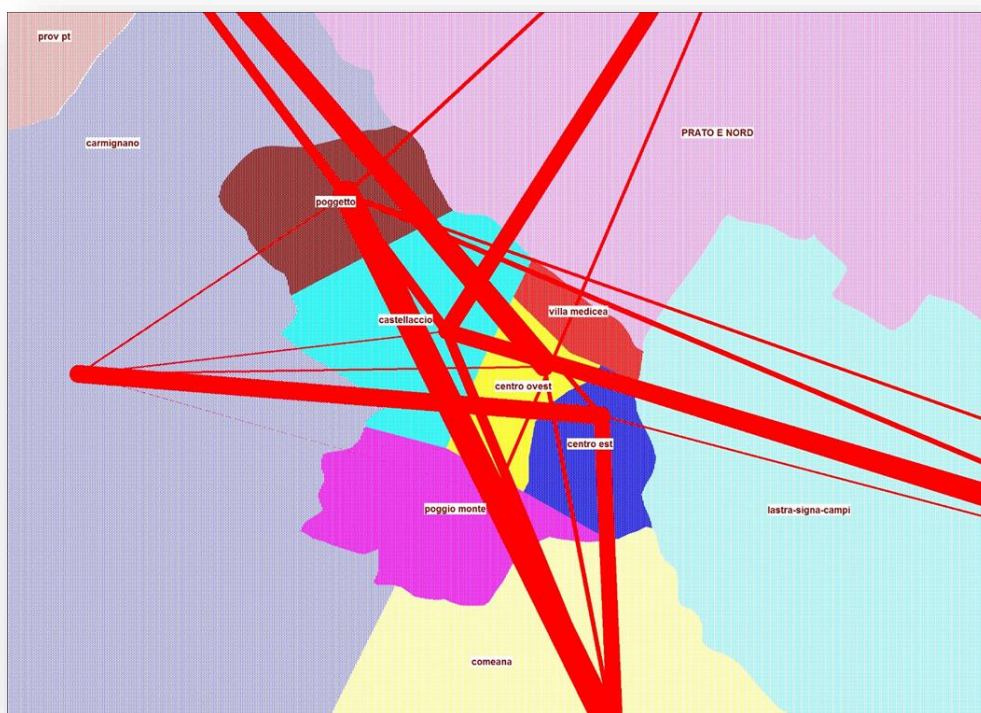 prov pt
PRATO E NORD
carmignano
poggetto
villa medicea
castellaccio
centro ovest
centro est
poggio monte
lastra-signa-campi
comeana